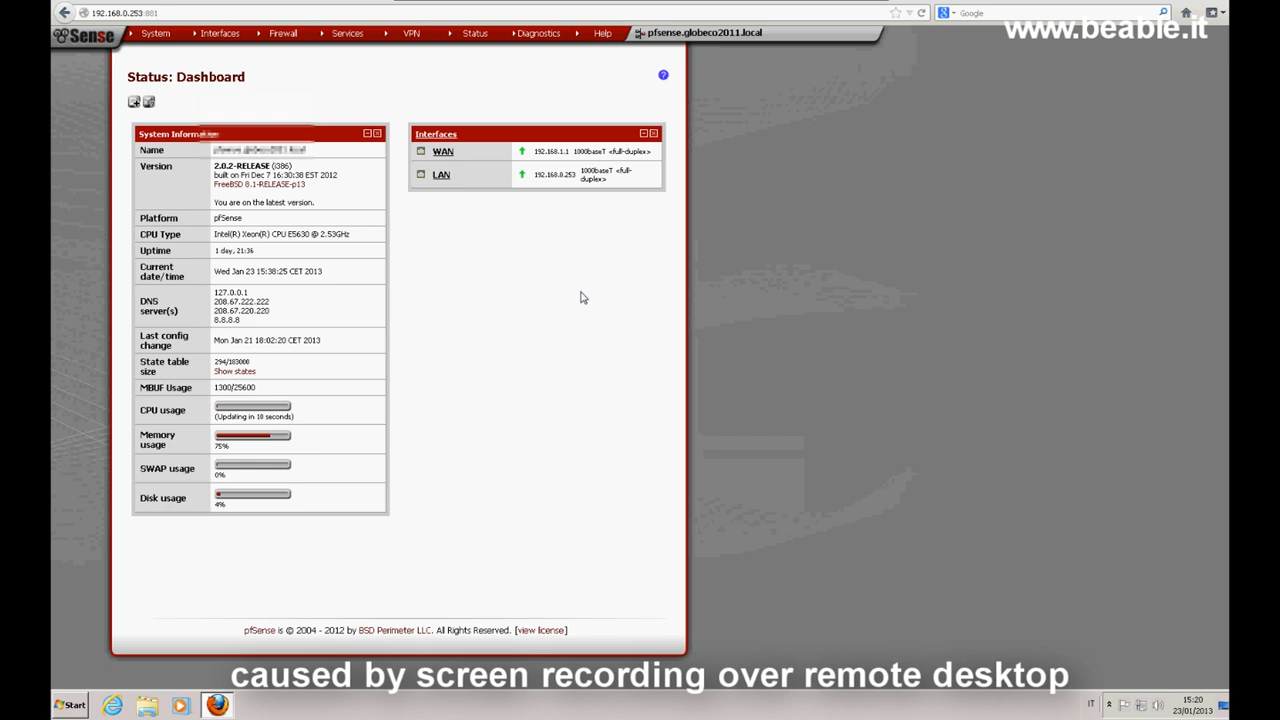 192.168.0.253:881
Google
www.beable.it
Sense
System
Interfaces
Firewall
Services
VPN
Status
Diagnostics
Help
pfsense.globeco2011.local
Status: Dashboard
System Informa
Name
Version
2.0.2-RELEASE (i386)
built on Fri Dec 7 16:30:38 EST 2012
FreeBSD 8.1-RELEASE-p13
You are on the latest version.
Platform
pfSense
CPU Type
Intel(R) Xeon(R) CPU E5630 @ 2.53GHz
Uptime
1 day, 21:36
Current
date/time
Wed Jan 23 15:38:25 CET 2013
DNS
server(s)
127.0.0.1
208.67.222.222
208.67.220.220
8.8.8.8
Last config
change
Mon Jan 21 18:02:20 CET 2013
State table
size
294/183000
Show states
MBUF Usage
1300/25600
CPU usage
(Updating in 10 seconds)
Memory
usage
75%
SWAP usage
0%
Disk usage
4%
Interfaces
WAN
192.168.1.1 1000baseT <full-duplex>
LAN
192.168.0.253
1000baseT <full-
duplex>
pfSense is © 2004 - 2012 by BSD Perimeter LLC. All Rights Reserved. [view license]
caused by screen recording over remote desktop
Start
IT
15:20
23/01/2013